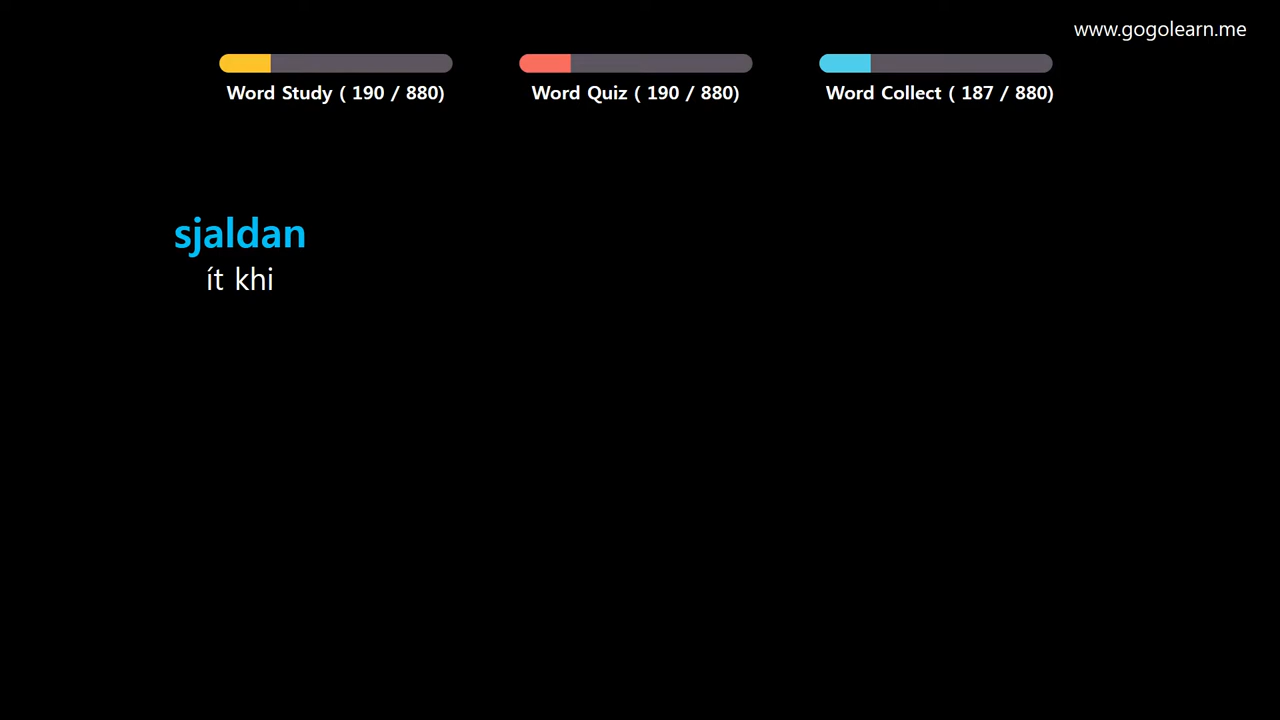 www.gogolearn.me
Word Study ( 190 / 880)
Word Quiz ( 190 / 880)
Word Collect ( 187 / 880)
sjaldan
ít khi